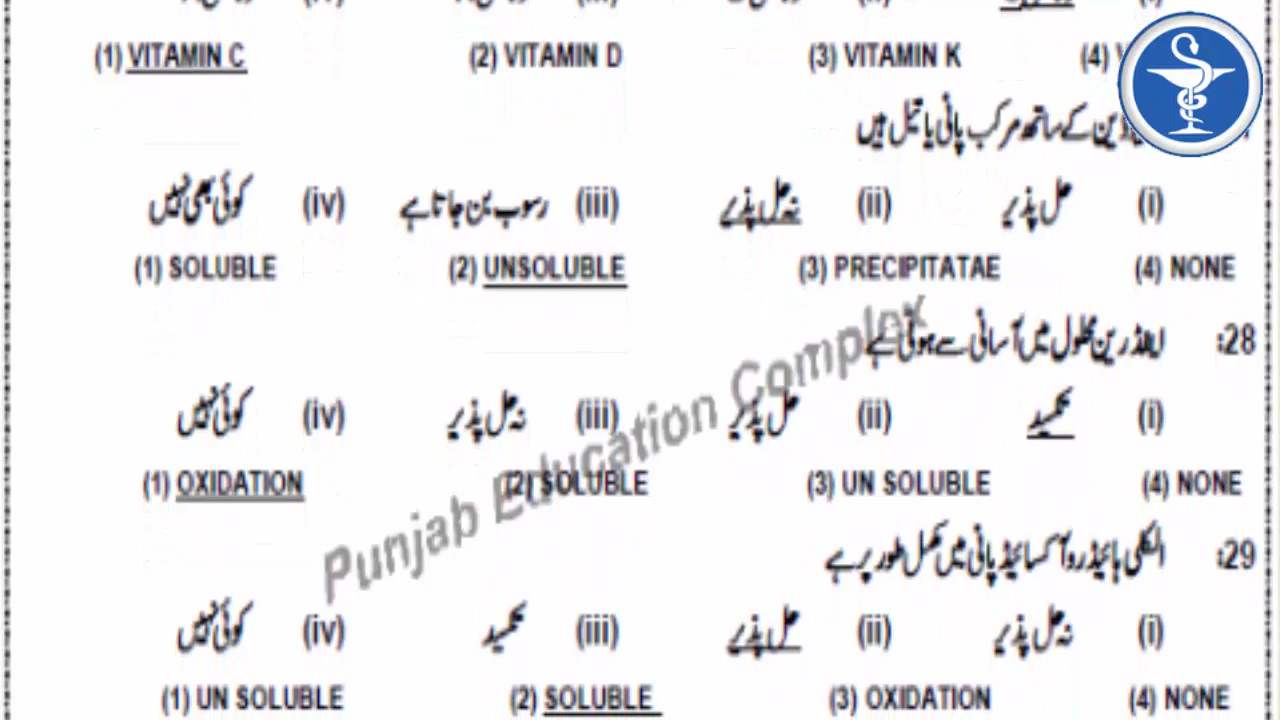 (1) VITAMIN C (2) VITAMIN D (3) VITAMIN K (4)
کے ساتھ مرکب پانی یا تیل ہیں
(i) حل پذیر (ii) نہ حل پذیر (iii) رسوب بن جاتا ہے (iv) کوئی بھی نہیں
(1) SOLUBLE (2) UNSOLUBLE (3) PRECIPITATAE (4) NONE
28: محلول میں آسانی سے ہوتی ہے
(i) تکسید (ii) حل پذیر (iii) نہ حل پذیر (iv) کوئی نہیں
(1) OXIDATION (2) SOLUBLE (3) UN SOLUBLE (4) NONE
29: الکلی ہائیڈروآکسائیڈ پانی میں مکمل طور پر ہے
(i) نہ حل پذیر (ii) حل پذیر (iii) تکسید (iv) کوئی نہیں
(1) UN SOLUBLE (2) SOLUBLE (3) OXIDATION (4) NONE
Punjab Education Complex